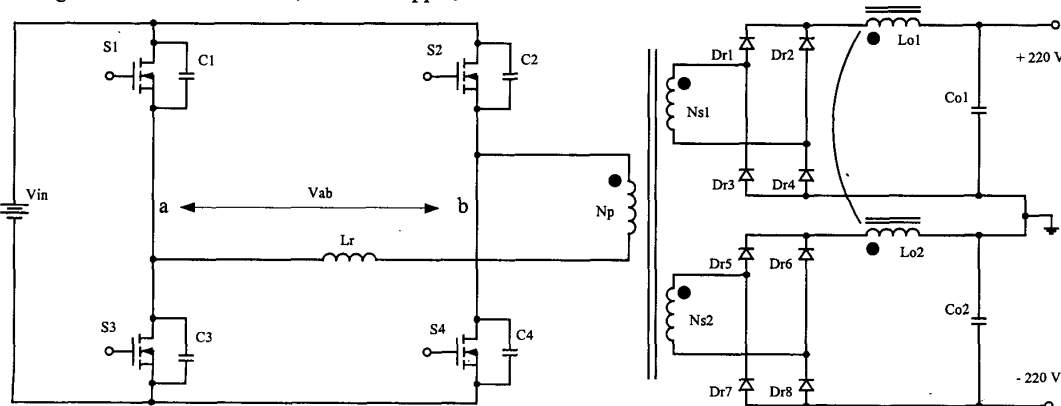 S1
C1
S2
C2
Vin
a
Vab
b
Lr
Np
S3
C3
S4
C4
Dr1
Dr2
Lo1
+ 220 V
Ns1
Co1
Dr3
Dr4
Dr5
Dr6
Lo2
Ns2
Co2
Dr7
Dr8
- 220 V